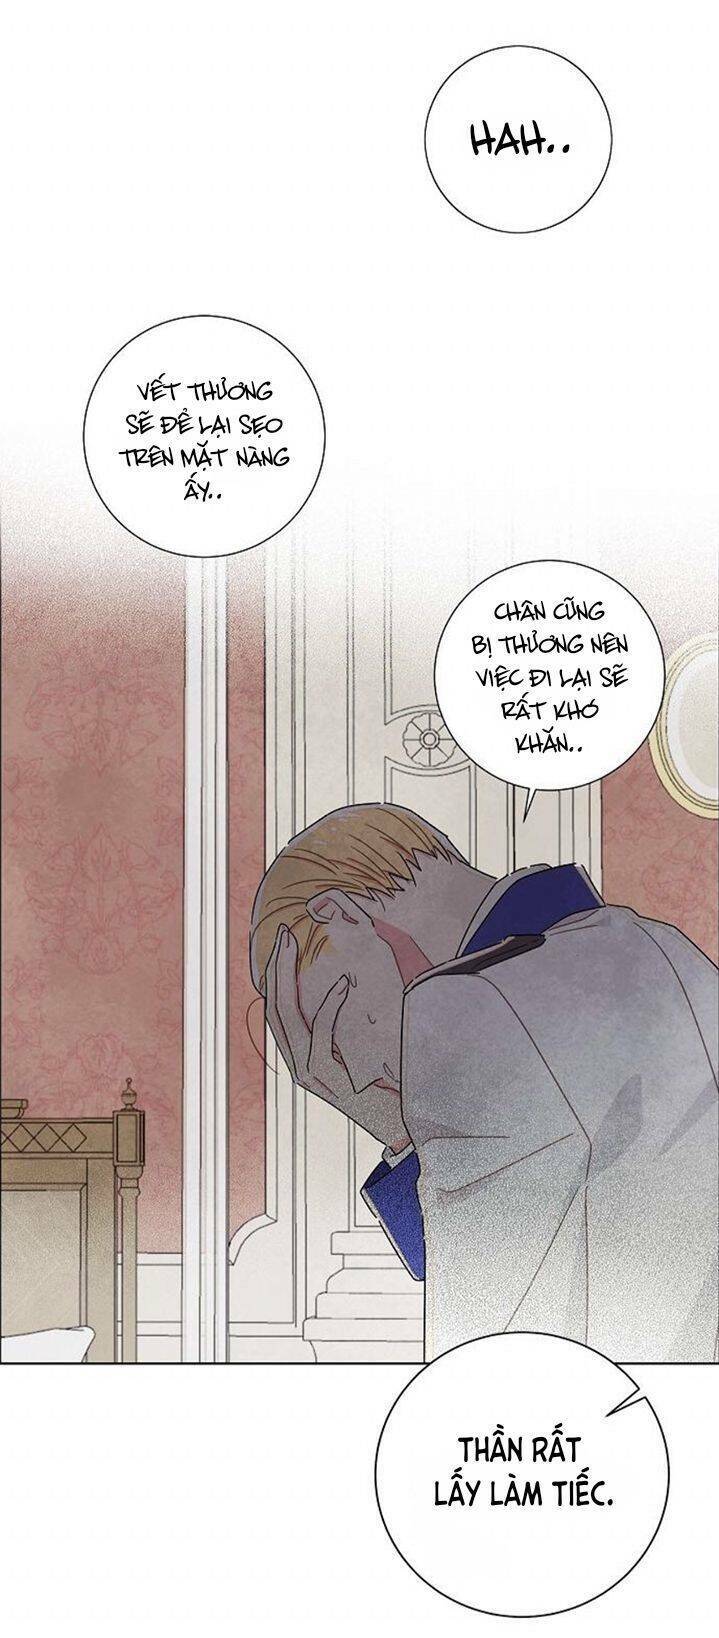 HAH..
VẾT THƯƠNG
SẼ ĐỂ LẠI SẸO
TRÊN MẶT NÀNG
ẤY..
CHÂN CŨNG
BỊ THƯƠNG NÊN
VIỆC ĐI LẠI SẼ
RẤT KHÓ
KHĂN..
THẦN RẤT
LẤY LÀM TIẾC.